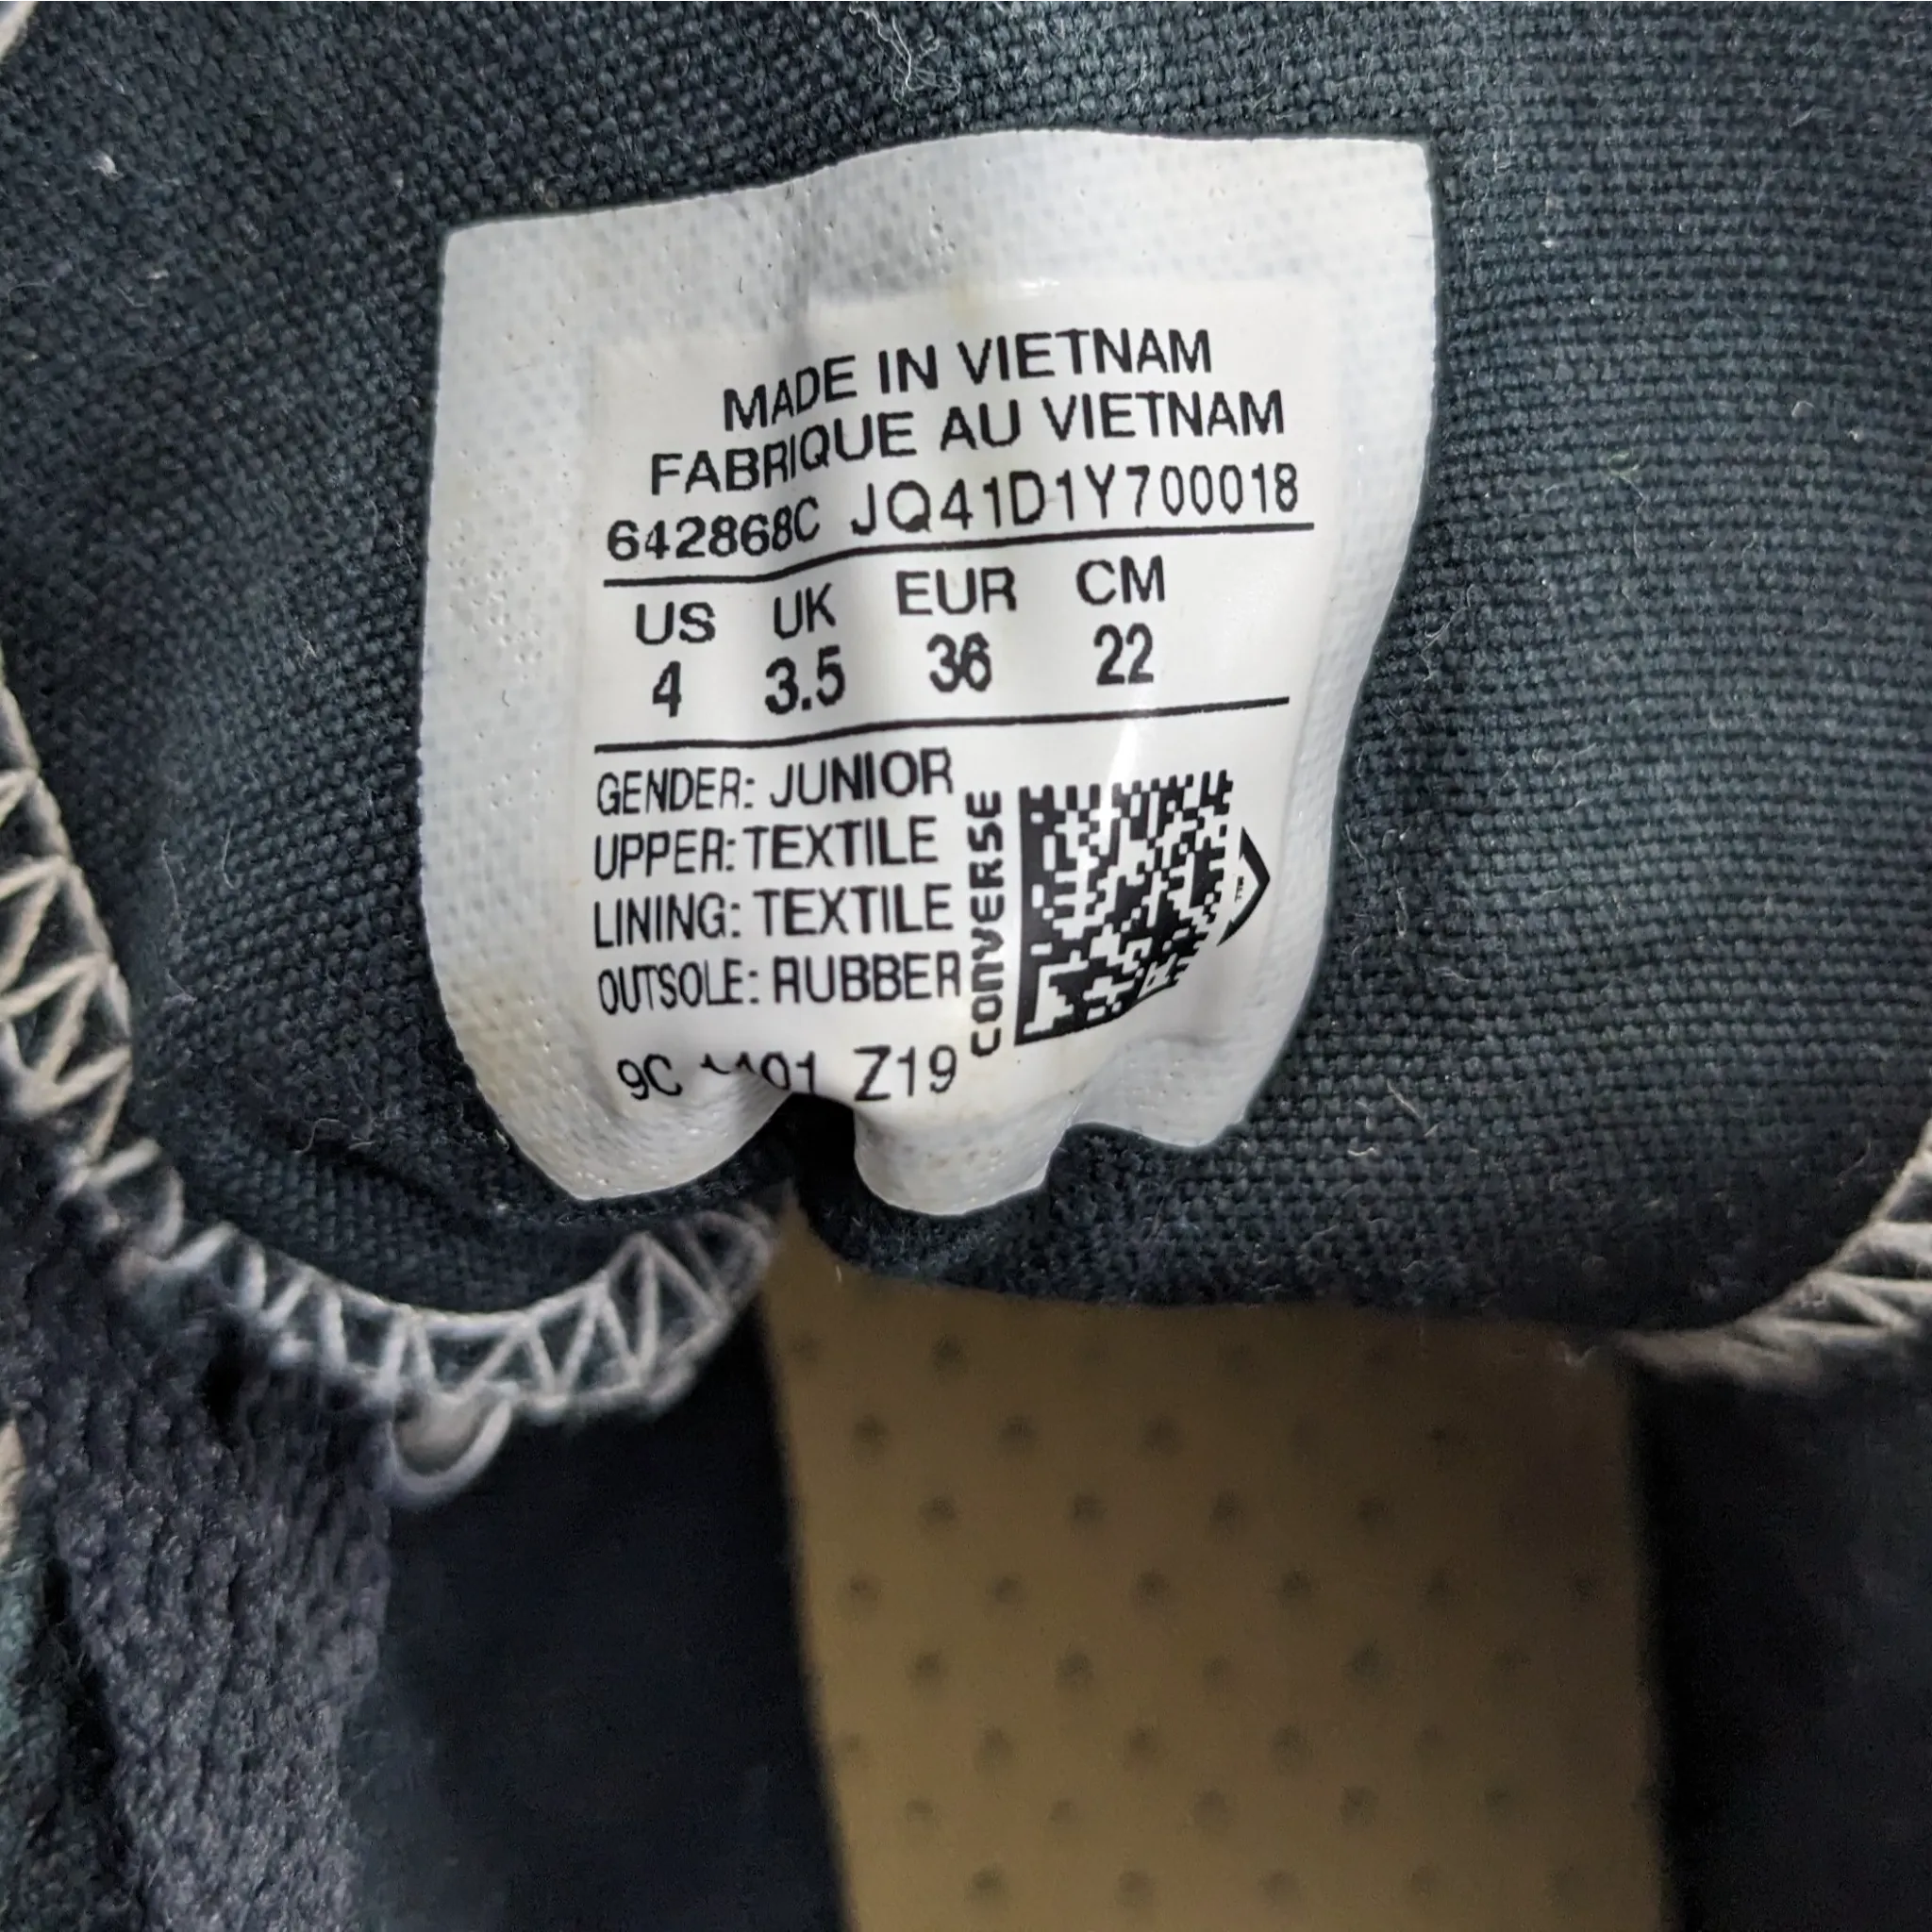 MADE IN VIETNAM
FABRIQUE AU VIETNAM
642868C JQ41D1Y700018
US UK EUR CM
4 3.5 36 22
GENDER: JUNIOR
UPPER: TEXTILE
LINING: TEXTILE
OUTSOLE: RUBBER
CONVERSE
9C Z19